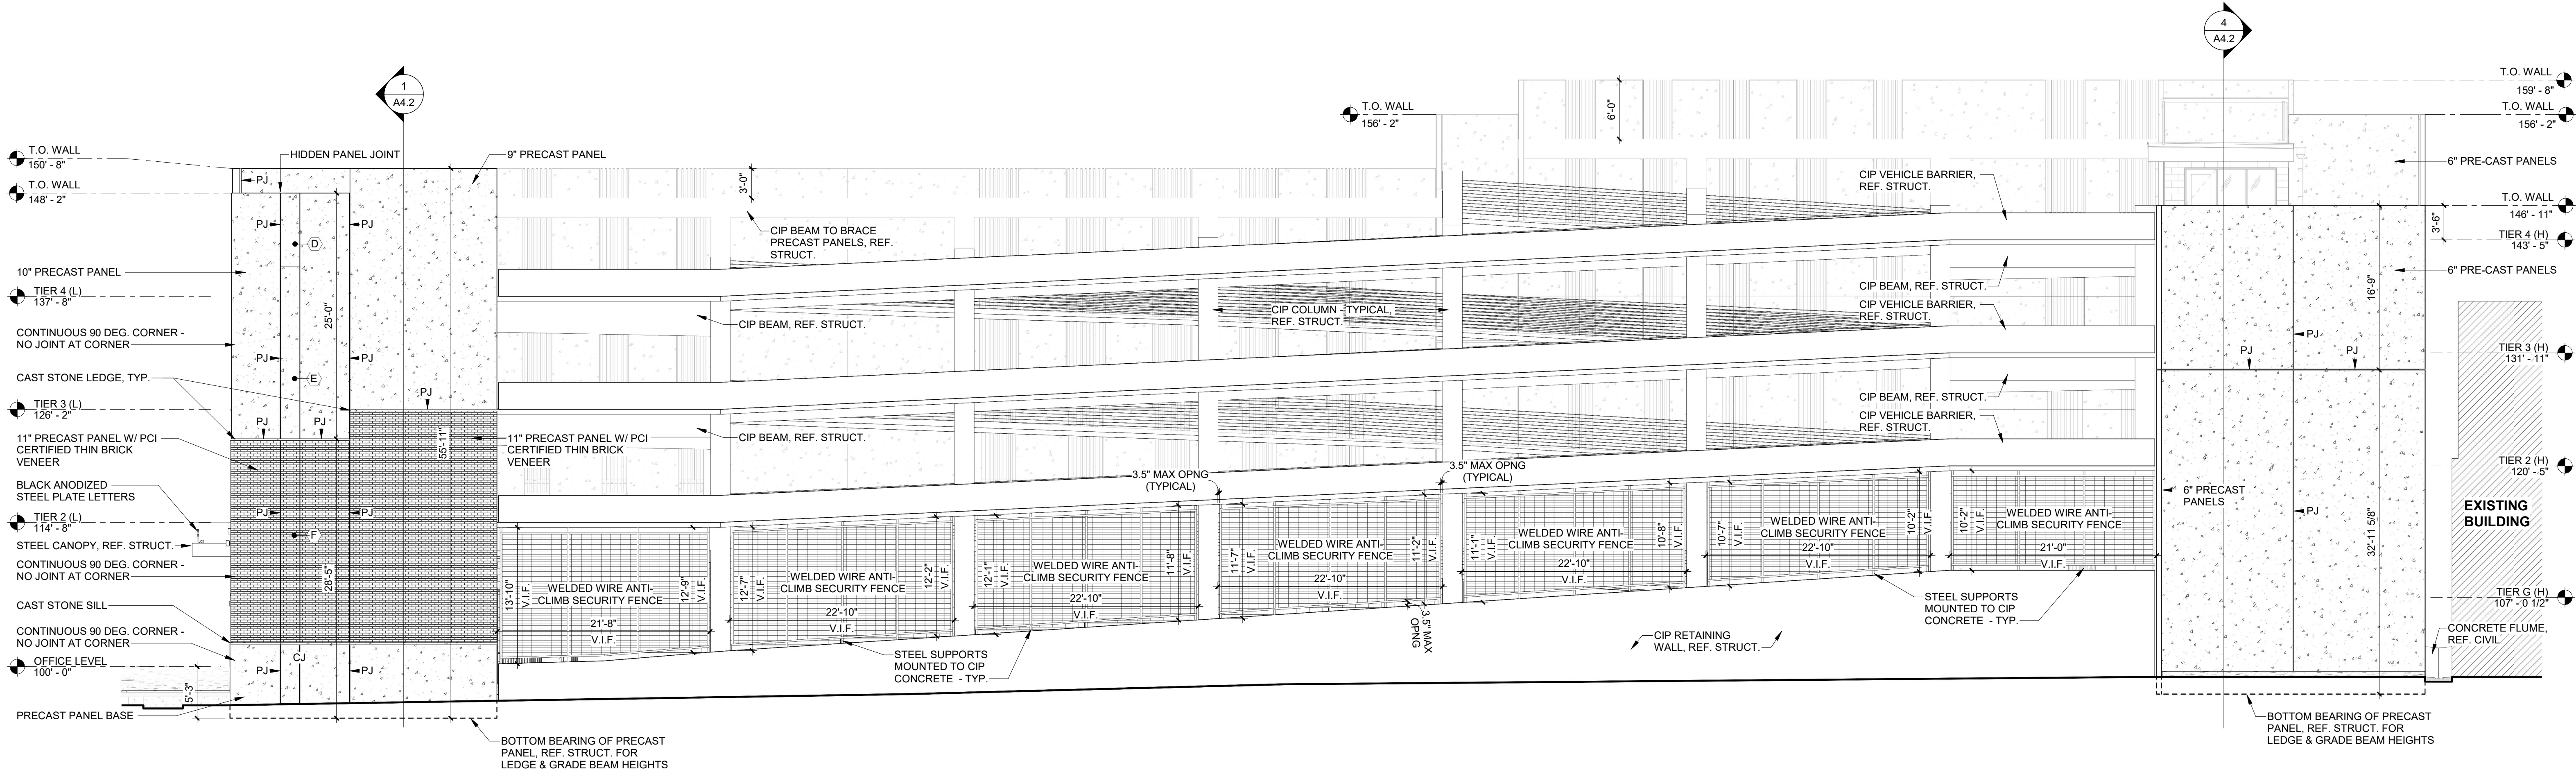 1
A4.2
4
A4.2
T.O. WALL
150' - 8"
T.O. WALL
148' - 2"
10" PRECAST PANEL
TIER 4 (L)
137' - 8"
CONTINUOUS 90 DEG. CORNER -
NO JOINT AT CORNER
CAST STONE LEDGE, TYP.
TIER 3 (L)
126' - 2"
11" PRECAST PANEL W/ PCI
CERTIFIED THIN BRICK
VENEER
BLACK ANODIZED
STEEL PLATE LETTERS
TIER 2 (L)
114' - 8"
STEEL CANOPY, REF. STRUCT.
CONTINUOUS 90 DEG. CORNER -
NO JOINT AT CORNER
CAST STONE SILL
CONTINUOUS 90 DEG. CORNER -
NO JOINT AT CORNER
OFFICE LEVEL
100' - 0"
PRECAST PANEL BASE
5'-3"
HIDDEN PANEL JOINT
9" PRECAST PANEL
PJ
PJ
PJ
D
25'-0"
PJ
PJ
E
PJ
PJ
PJ
55'-11"
11" PRECAST PANEL W/ PCI
CERTIFIED THIN BRICK
VENEER
PJ
PJ
F
28'-5"
CJ
PJ
PJ
BOTTOM BEARING OF PRECAST
PANEL, REF. STRUCT. FOR
LEDGE & GRADE BEAM HEIGHTS
3'-0"
CIP BEAM TO BRACE
PRECAST PANELS, REF.
STRUCT.
CIP BEAM, REF. STRUCT.
CIP BEAM, REF. STRUCT.
T.O. WALL
156' - 2"
6'-0"
CIP COLUMN - TYPICAL,
REF. STRUCT.
CIP VEHICLE BARRIER,
REF. STRUCT.
CIP BEAM, REF. STRUCT.
CIP VEHICLE BARRIER,
REF. STRUCT.
CIP BEAM, REF. STRUCT.
CIP VEHICLE BARRIER,
REF. STRUCT.
3.5" MAX OPNG
(TYPICAL)
3.5" MAX OPNG
(TYPICAL)
13'-10"
V.I.F.
WELDED WIRE ANTI-
CLIMB SECURITY FENCE
21'-8"
V.I.F.
12'-9"
V.I.F.
12'-7"
V.I.F.
WELDED WIRE ANTI-
CLIMB SECURITY FENCE
22'-10"
V.I.F.
12'-2"
V.I.F.
12'-1"
V.I.F.
WELDED WIRE ANTI-
CLIMB SECURITY FENCE
22'-10"
V.I.F.
11'-8"
V.I.F.
11'-7"
V.I.F.
WELDED WIRE ANTI-
CLIMB SECURITY FENCE
22'-10"
V.I.F.
11'-2"
V.I.F.
3.5" MAX
OPNG
11'-1"
V.I.F.
WELDED WIRE ANTI-
CLIMB SECURITY FENCE
22'-10"
V.I.F.
10'-8"
V.I.F.
10'-7"
V.I.F.
WELDED WIRE ANTI-
CLIMB SECURITY FENCE
22'-10"
V.I.F.
10'-2"
V.I.F.
10'-2"
V.I.F.
WELDED WIRE ANTI-
CLIMB SECURITY FENCE
21'-0"
V.I.F.
STEEL SUPPORTS
MOUNTED TO CIP
CONCRETE - TYP.
CIP RETAINING
WALL, REF. STRUCT.
STEEL SUPPORTS
MOUNTED TO CIP
CONCRETE - TYP.
T.O. WALL
159' - 8"
T.O. WALL
156' - 2"
6" PRE-CAST PANELS
T.O. WALL
146' - 11"
3'-6"
TIER 4 (H)
143' - 5"
6" PRE-CAST PANELS
16'-9"
PJ
PJ
PJ
TIER 3 (H)
131' - 11"
TIER 2 (H)
120' - 5"
6" PRECAST
PANELS
PJ
EXISTING
BUILDING
32'-11 5/8"
TIER G (H)
107' - 0 1/2"
CONCRETE FLUME,
REF. CIVIL
BOTTOM BEARING OF PRECAST
PANEL, REF. STRUCT. FOR
LEDGE & GRADE BEAM HEIGHTS